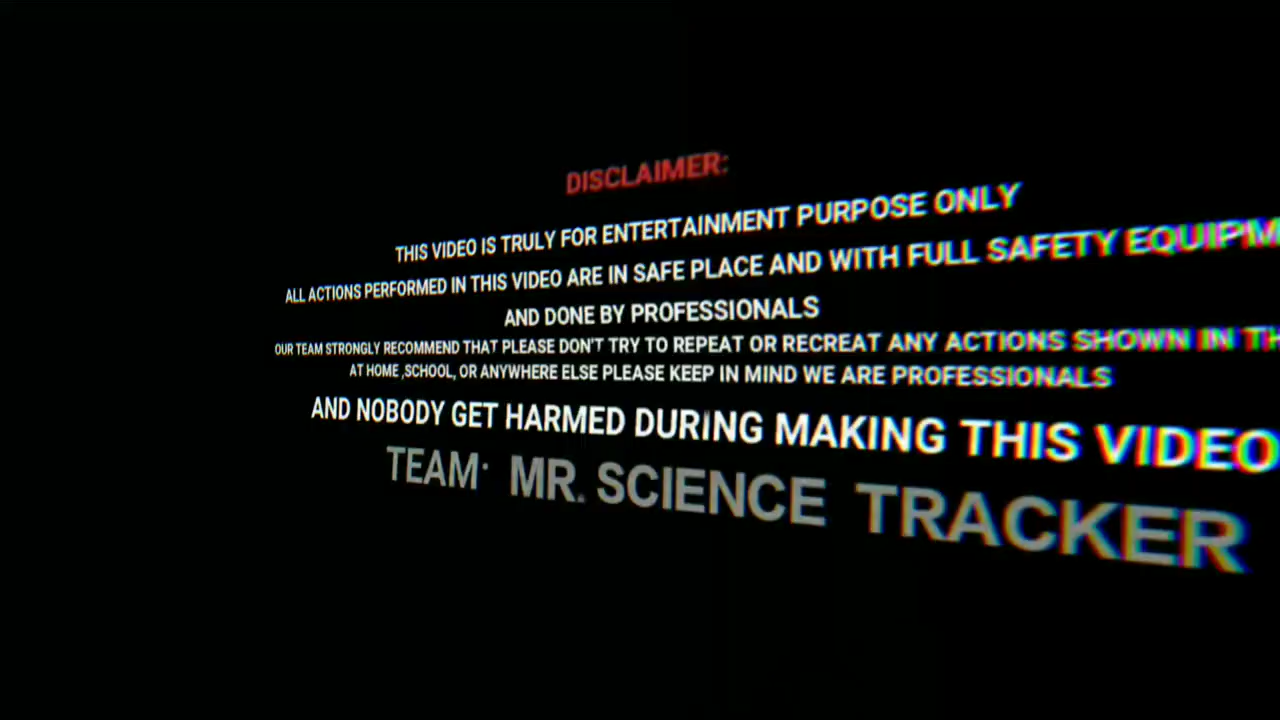 DISCLAIMER:
THIS VIDEO IS TRULY FOR ENTERTAINMENT PURPOSE ONLY
ALL ACTIONS PERFORMED IN THIS VIDEO ARE IN SAFE PLACE AND WITH FULL SAFETY EQUIPM
AND DONE BY PROFESSIONALS
OUR TEAM STRONGLY RECOMMEND THAT PLEASE DON'T TRY TO REPEAT OR RECREAT ANY ACTIONS SHOWN IN TH
AT HOME ,SCHOOL, OR ANYWHERE ELSE PLEASE KEEP IN MIND WE ARE PROFESSIONALS
AND NOBODY GET HARMED DURING MAKING THIS VIDEO
TEAM· MR. SCIENCE TRACKER